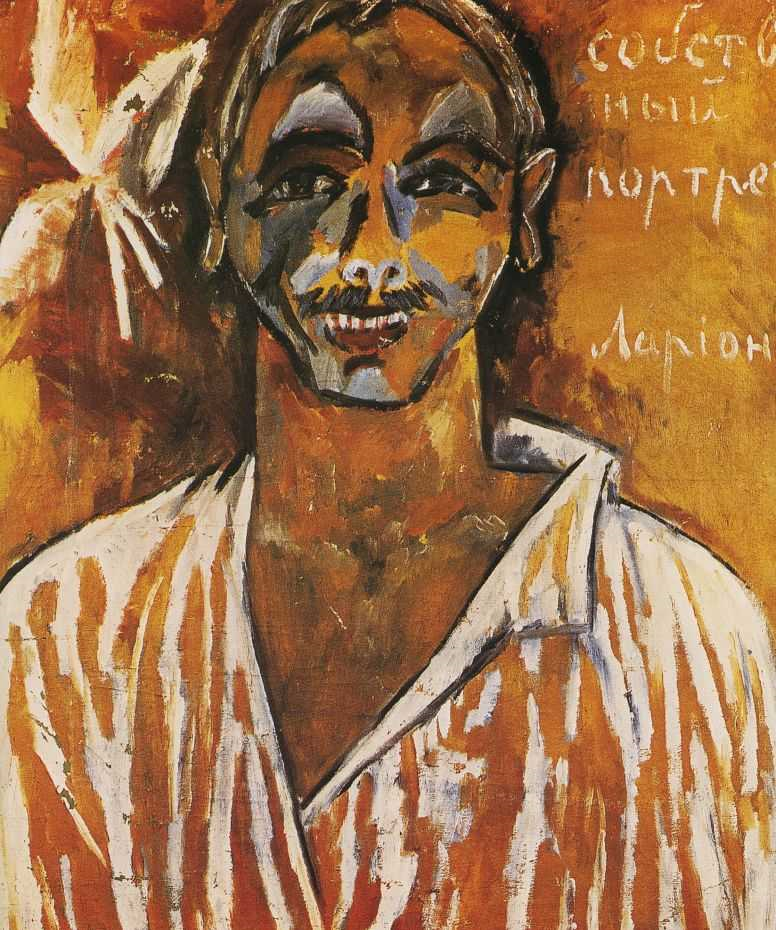 собств
ный
портре
Ларіон